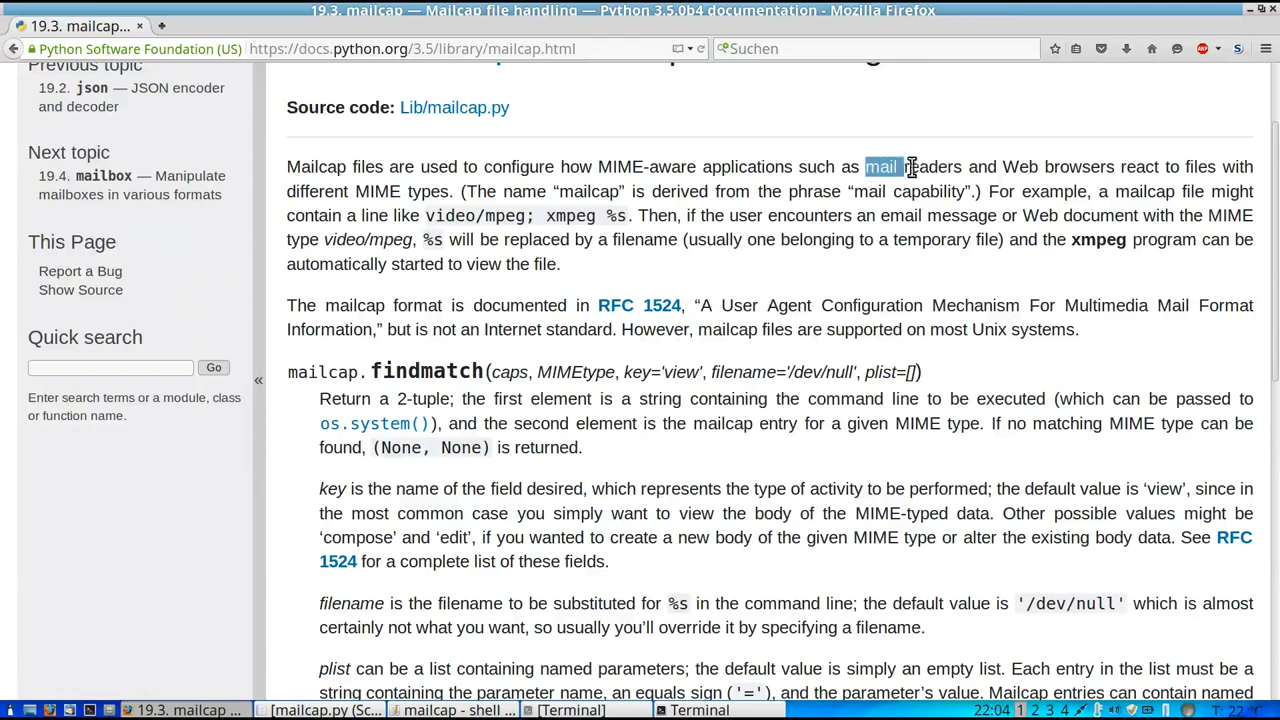 19.3. mailcap — Mailcap file handling — Python 3.5.0b4 documentation - Mozilla Firefox
19.3. mailcap...
Python Software Foundation (US)
https://docs.python.org/3.5/library/mailcap.html
Suchen
Previous topic
19.2. json — JSON encoder
and decoder
Next topic
19.4. mailbox — Manipulate
mailboxes in various formats
This Page
Report a Bug
Show Source
Quick search
Go
Enter search terms or a module, class
or function name.
«
Source code: Lib/mailcap.py
Mailcap files are used to configure how MIME-aware applications such as mail readers and Web browsers react to files with
different MIME types. (The name “mailcap” is derived from the phrase “mail capability”.) For example, a mailcap file might
contain a line like video/mpeg; xmpeg %s. Then, if the user encounters an email message or Web document with the MIME
type video/mpeg, %s will be replaced by a filename (usually one belonging to a temporary file) and the xmpeg program can be
automatically started to view the file.
The mailcap format is documented in RFC 1524, “A User Agent Configuration Mechanism For Multimedia Mail Format
Information,” but is not an Internet standard. However, mailcap files are supported on most Unix systems.
mailcap.findmatch(caps, MIMEtype, key='view', filename='/dev/null', plist=[])
Return a 2-tuple; the first element is a string containing the command line to be executed (which can be passed to
os.system()), and the second element is the mailcap entry for a given MIME type. If no matching MIME type can be
found, (None, None) is returned.
key is the name of the field desired, which represents the type of activity to be performed; the default value is ‘view’, since in
the most common case you simply want to view the body of the MIME-typed data. Other possible values might be
‘compose’ and ‘edit’, if you wanted to create a new body of the given MIME type or alter the existing body data. See RFC
1524 for a complete list of these fields.
filename is the filename to be substituted for %s in the command line; the default value is '/dev/null' which is almost
certainly not what you want, so usually you’ll override it by specifying a filename.
plist can be a list containing named parameters; the default value is simply an empty list. Each entry in the list must be a
string containing the parameter name, an equals sign ('='), and the parameter’s value. Mailcap entries can contain named
19.3. mailcap ...
[mailcap.py (Sc...
mailcap - shell ...
[Terminal]
Terminal
22:04
1 2 3 4
T: 22 °C